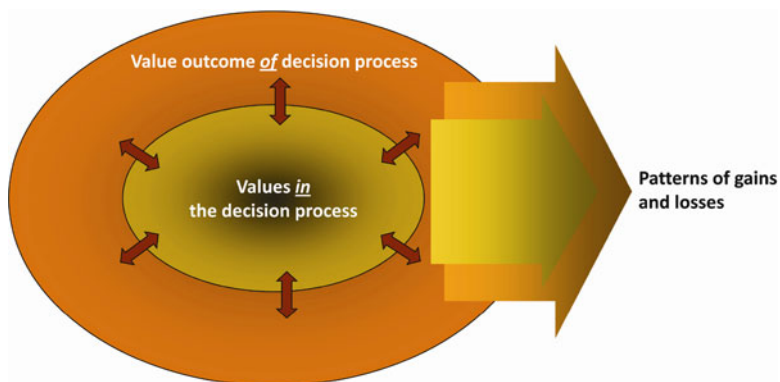 Value outcome of decision process
Values in
the decision process
Patterns of gains
and losses